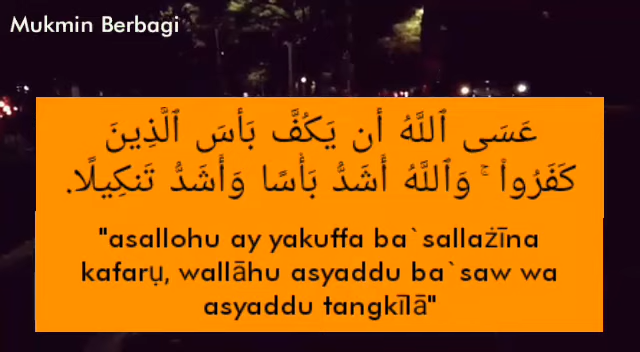 Mukmin Berbagi
عَسَى ٱللَّهُ أَن يَكُفَّ بَأْسَ ٱلَّذِينَ
كَفَرُوا۟ ۚ وَٱللَّهُ أَشَدُّ بَأْسًا وَأَشَدُّ تَنكِيلًا.
"asallohu ay yakuffa ba`sallażīna
kafarụ, wallāhu asyaddu ba`saw wa
asyaddu tangkīlā"